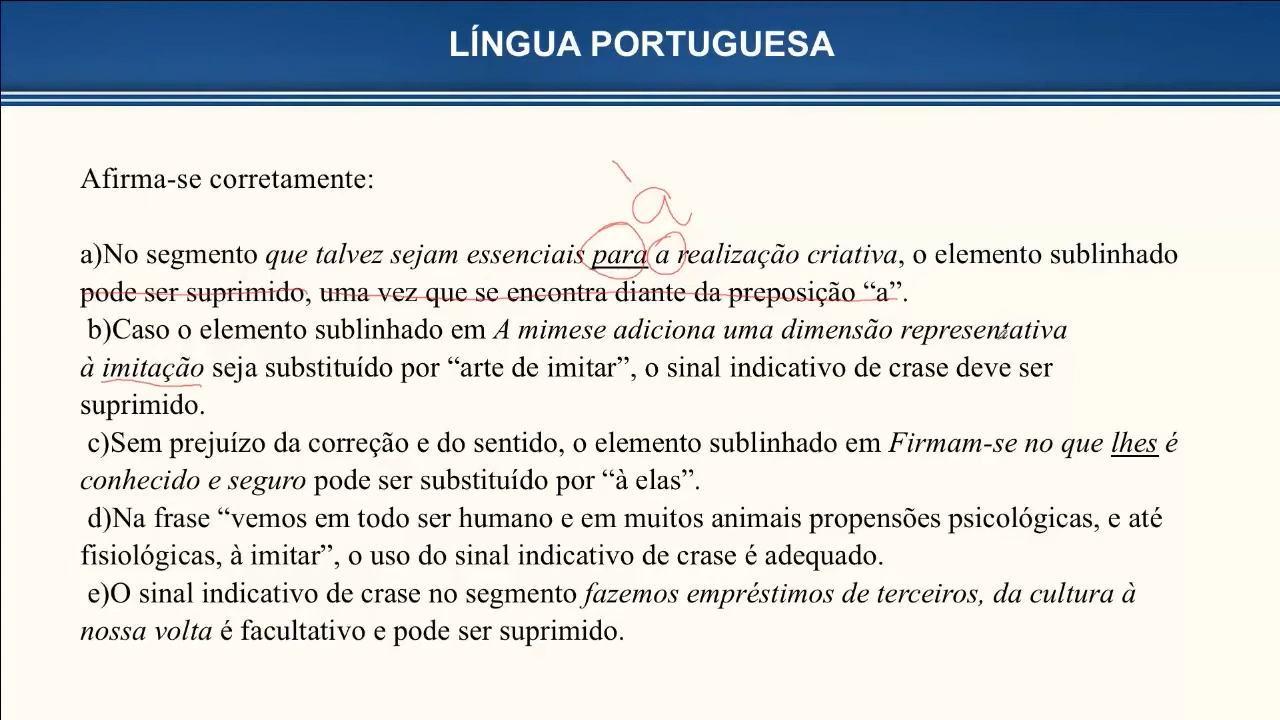 LÍNGUA PORTUGUESA
Afirma-se corretamente:
à
a)No segmento que talvez sejam essenciais para a realização criativa, o elemento sublinhado
pode ser suprimido, uma vez que se encontra diante da preposição “a”.
b)Caso o elemento sublinhado em A mimese adiciona uma dimensão representativa
à imitação seja substituído por “arte de imitar”, o sinal indicativo de crase deve ser
suprimido.
c)Sem prejuízo da correção e do sentido, o elemento sublinhado em Firmam-se no que lhes é
conhecido e seguro pode ser substituído por “à elas”.
d)Na frase “vemos em todo ser humano e em muitos animais propensões psicológicas, e até
fisiológicas, à imitar”, o uso do sinal indicativo de crase é adequado.
e)O sinal indicativo de crase no segmento fazemos empréstimos de terceiros, da cultura à
nossa volta é facultativo e pode ser suprimido.